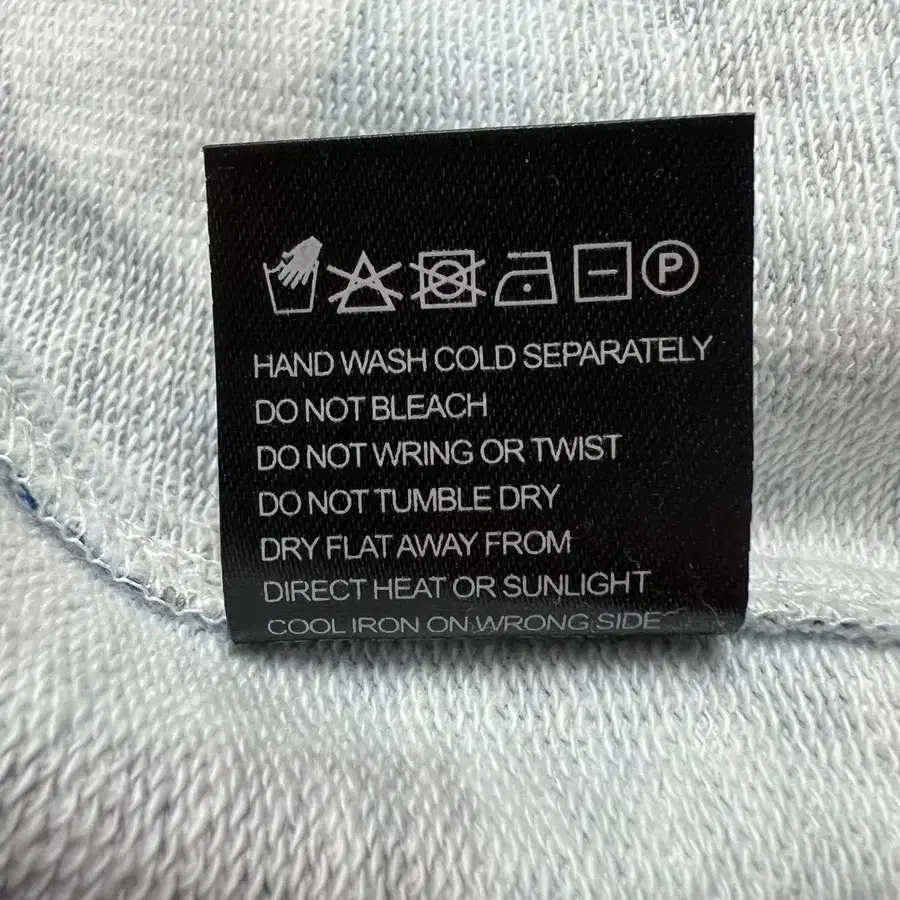 P
HAND WASH COLD SEPARATELY
DO NOT BLEACH
DO NOT WRING OR TWIST
DO NOT TUMBLE DRY
DRY FLAT AWAY FROM
DIRECT HEAT OR SUNLIGHT
COOL IRON ON WRONG SIDE